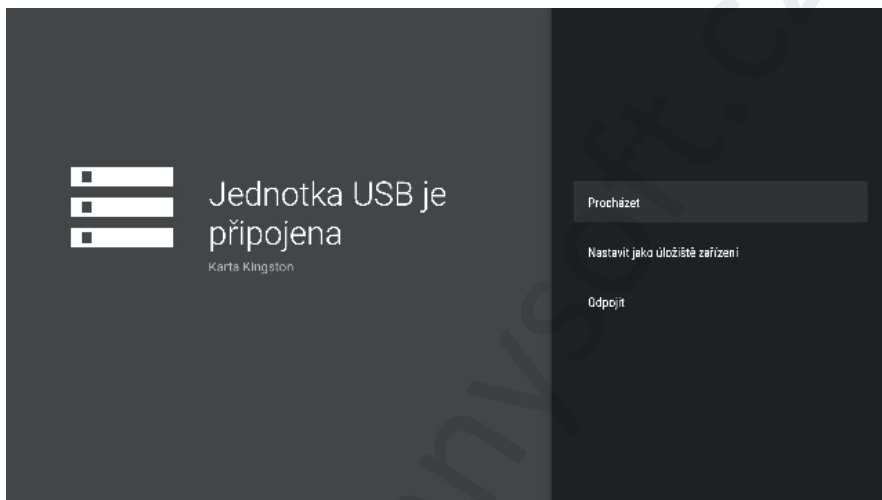 Jednotka USB je
připojena
Karta Kingston
Procházet
Nastavit jako úložiště zařízení
Odpojit